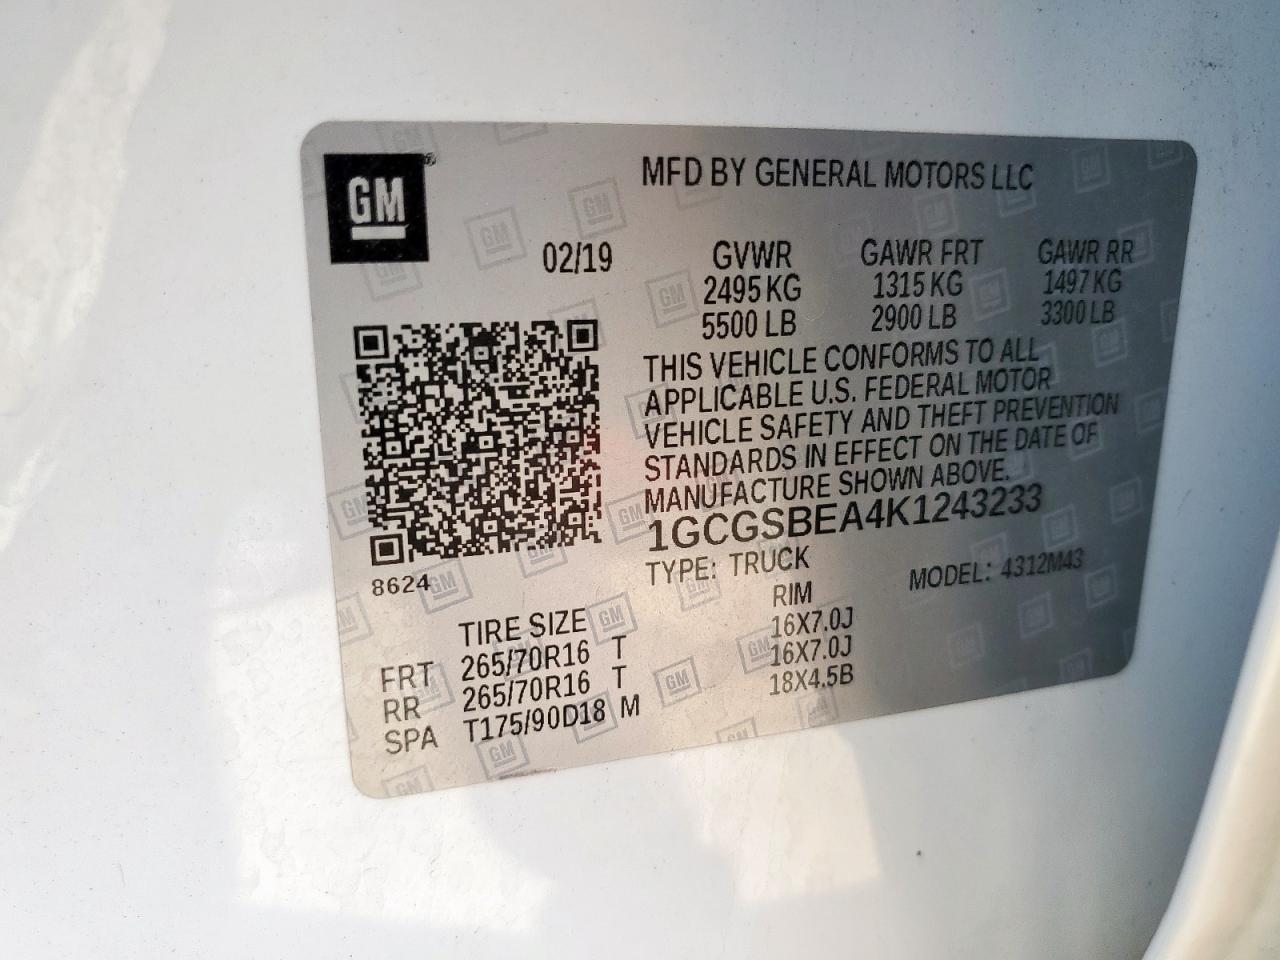 GM®
MFD BY GENERAL MOTORS LLC
02/19 GVWR GAWR FRT GAWR RR
2495 KG 1315 KG 1497 KG
5500 LB 2900 LB 3300 LB
THIS VEHICLE CONFORMS TO ALL
APPLICABLE U.S. FEDERAL MOTOR
VEHICLE SAFETY AND THEFT PREVENTION
STANDARDS IN EFFECT ON THE DATE OF
MANUFACTURE SHOWN ABOVE.
1GCGSBEA4K1243233
TYPE: TRUCK MODEL: 4312M43
8624
TIRE SIZE RIM
FRT 265/70R16 T 16X7.0J
RR 265/70R16 T 16X7.0J
SPA T175/90D18 M 18X4.5B